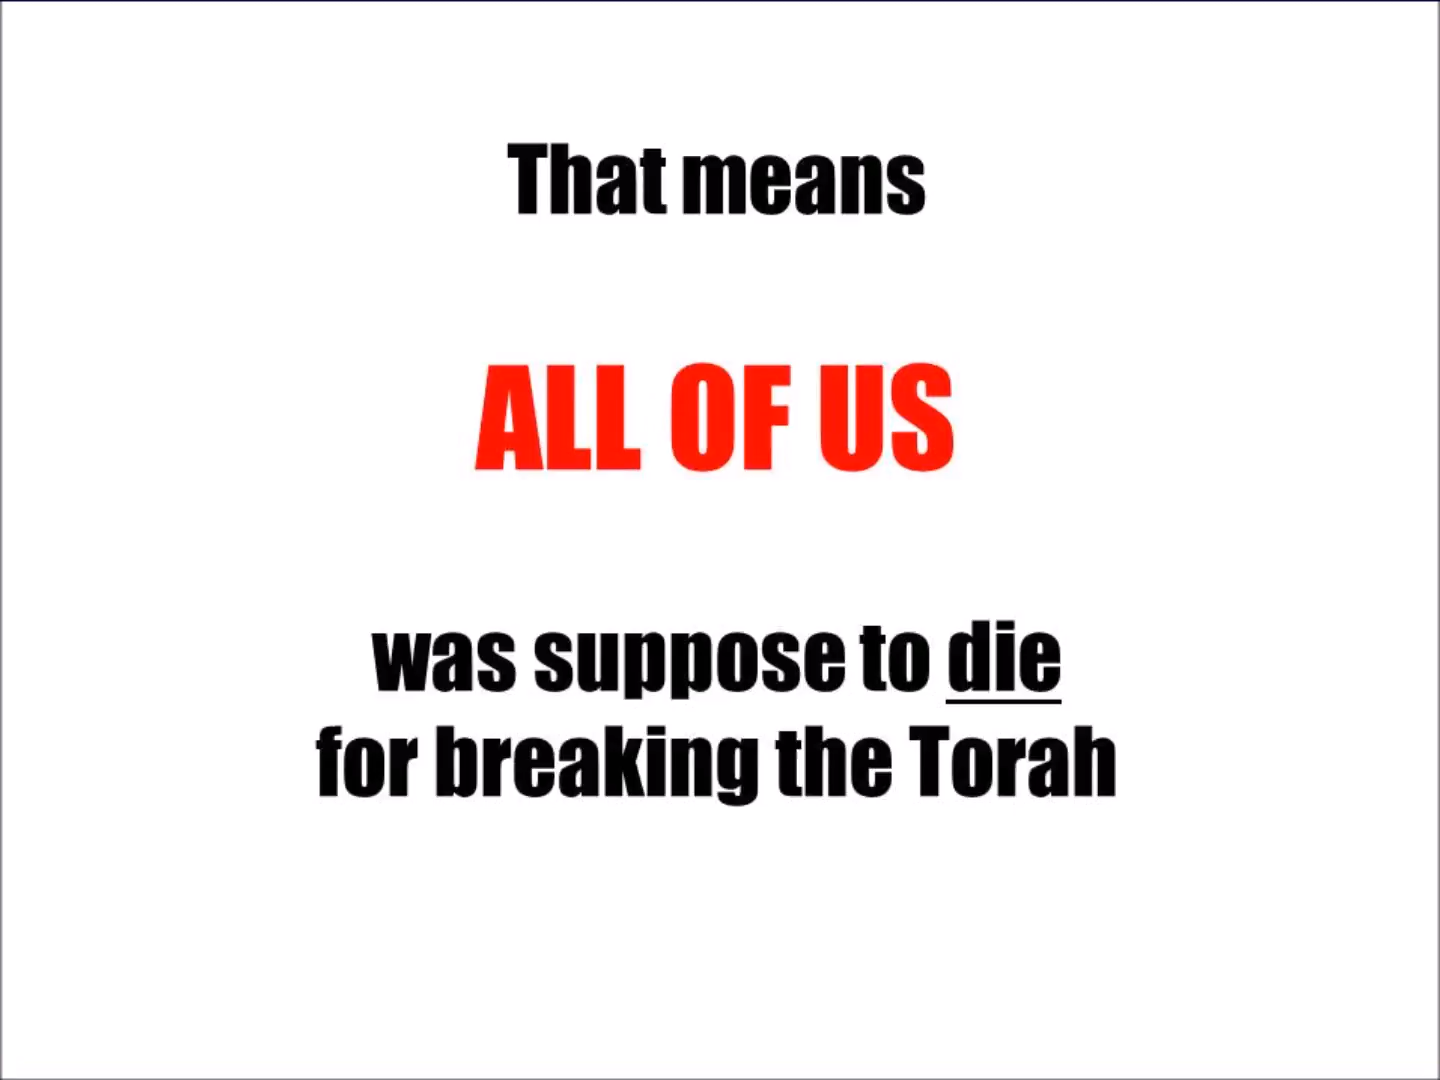 That means
ALL OF US
was suppose to die
for breaking the Torah